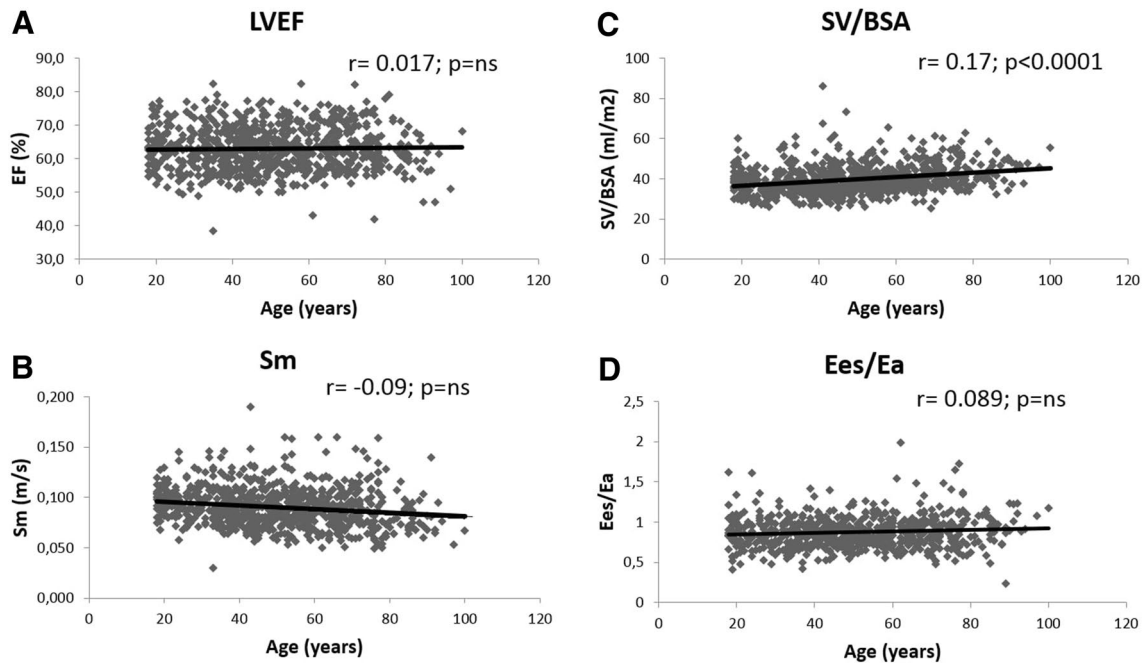 A
LVEF
r= 0.017; p=ns
90,0
80,0
70,0
60,0
50,0
40,0
30,0
EF (%)
0 20 40 60 80 100 120
Age (years)
B
Sm
r= -0.09; p=ns
0,200
0,150
0,100
0,050
0,000
Sm (m/s)
0 20 40 60 80 100 120
Age (years)
C
SV/BSA
r= 0.17; p<0.0001
100
80
60
40
20
0
SV/BSA (ml/m2)
0 20 40 60 80 100 120
Age (years)
D
Ees/Ea
r= 0.089; p=ns
2,5
2
1,5
1
0,5
0
Ees/Ea
0 20 40 60 80 100 120
Age (years)